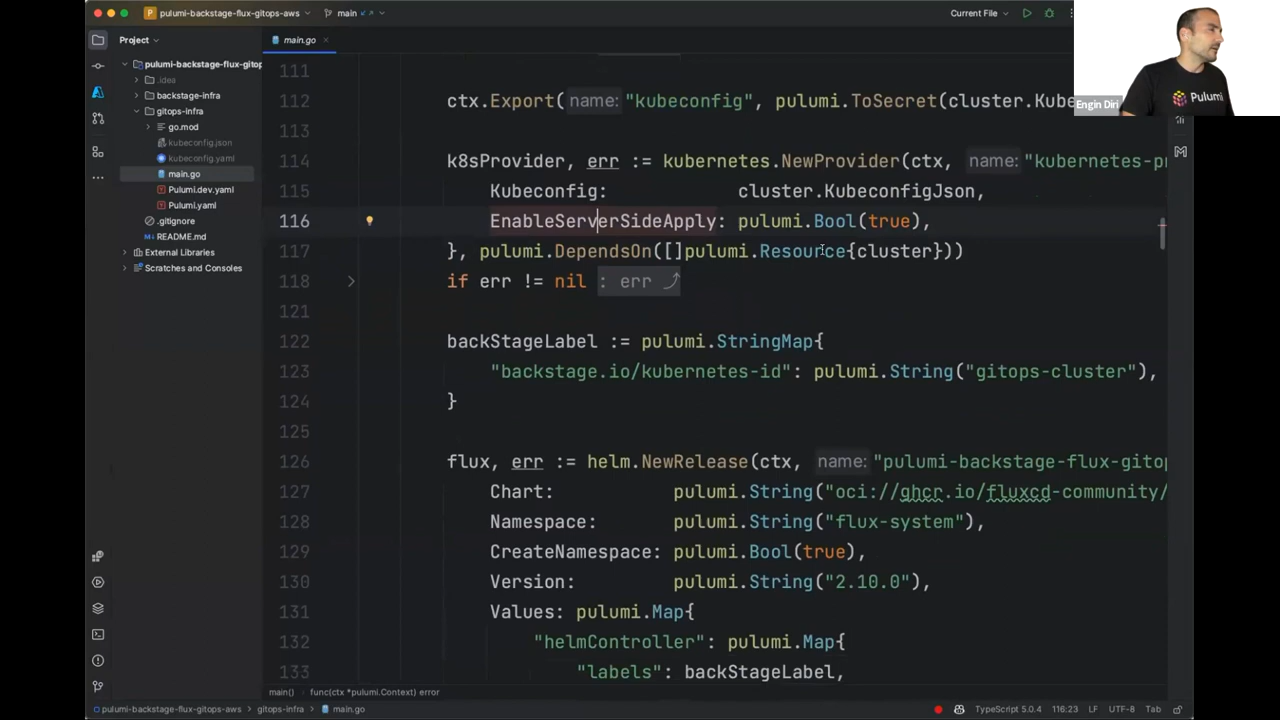 pulumi-backstage-flux-gitops-aws
main
Current File
Project
main.go
pulumi-backstage-flux-gitop
.idea
backstage-infra
gitops-infra
go.mod
kubeconfig.json
kubeconfig.yaml
main.go
Pulumi.dev.yaml
Pulumi.yaml
.gitignore
README.md
External Libraries
Scratches and Consoles
111
112 ctx.Export( name: "kubeconfig", pulumi.ToSecret(cluster.Kube
113
114 k8sProvider, err := kubernetes.NewProvider(ctx, name: "kubernetes-pr
115 Kubeconfig: cluster.KubeconfigJson,
116 EnableServerSideApply: pulumi.Bool(true),
117 }, pulumi.DependsOn([]pulumi.Resource{cluster}))
118 if err != nil : err
121
122 backStageLabel := pulumi.StringMap{
123 "backstage.io/kubernetes-id": pulumi.String("gitops-cluster"),
124 }
125
126 flux, err := helm.NewRelease(ctx, name: "pulumi-backstage-flux-gitop
127 Chart: pulumi.String("oci://ghcr.io/fluxcd-community/
128 Namespace: pulumi.String("flux-system"),
129 CreateNamespace: pulumi.Bool(true),
130 Version: pulumi.String("2.10.0"),
131 Values: pulumi.Map{
132 "helmController": pulumi.Map{
133 "labels": backStageLabel,
main() func(ctx *pulumi.Context) error
pulumi-backstage-flux-gitops-aws
gitops-infra
main.go
TypeScript 5.0.4 116:23 LF UTF-8 Tab
Engin Diri
Pulumi